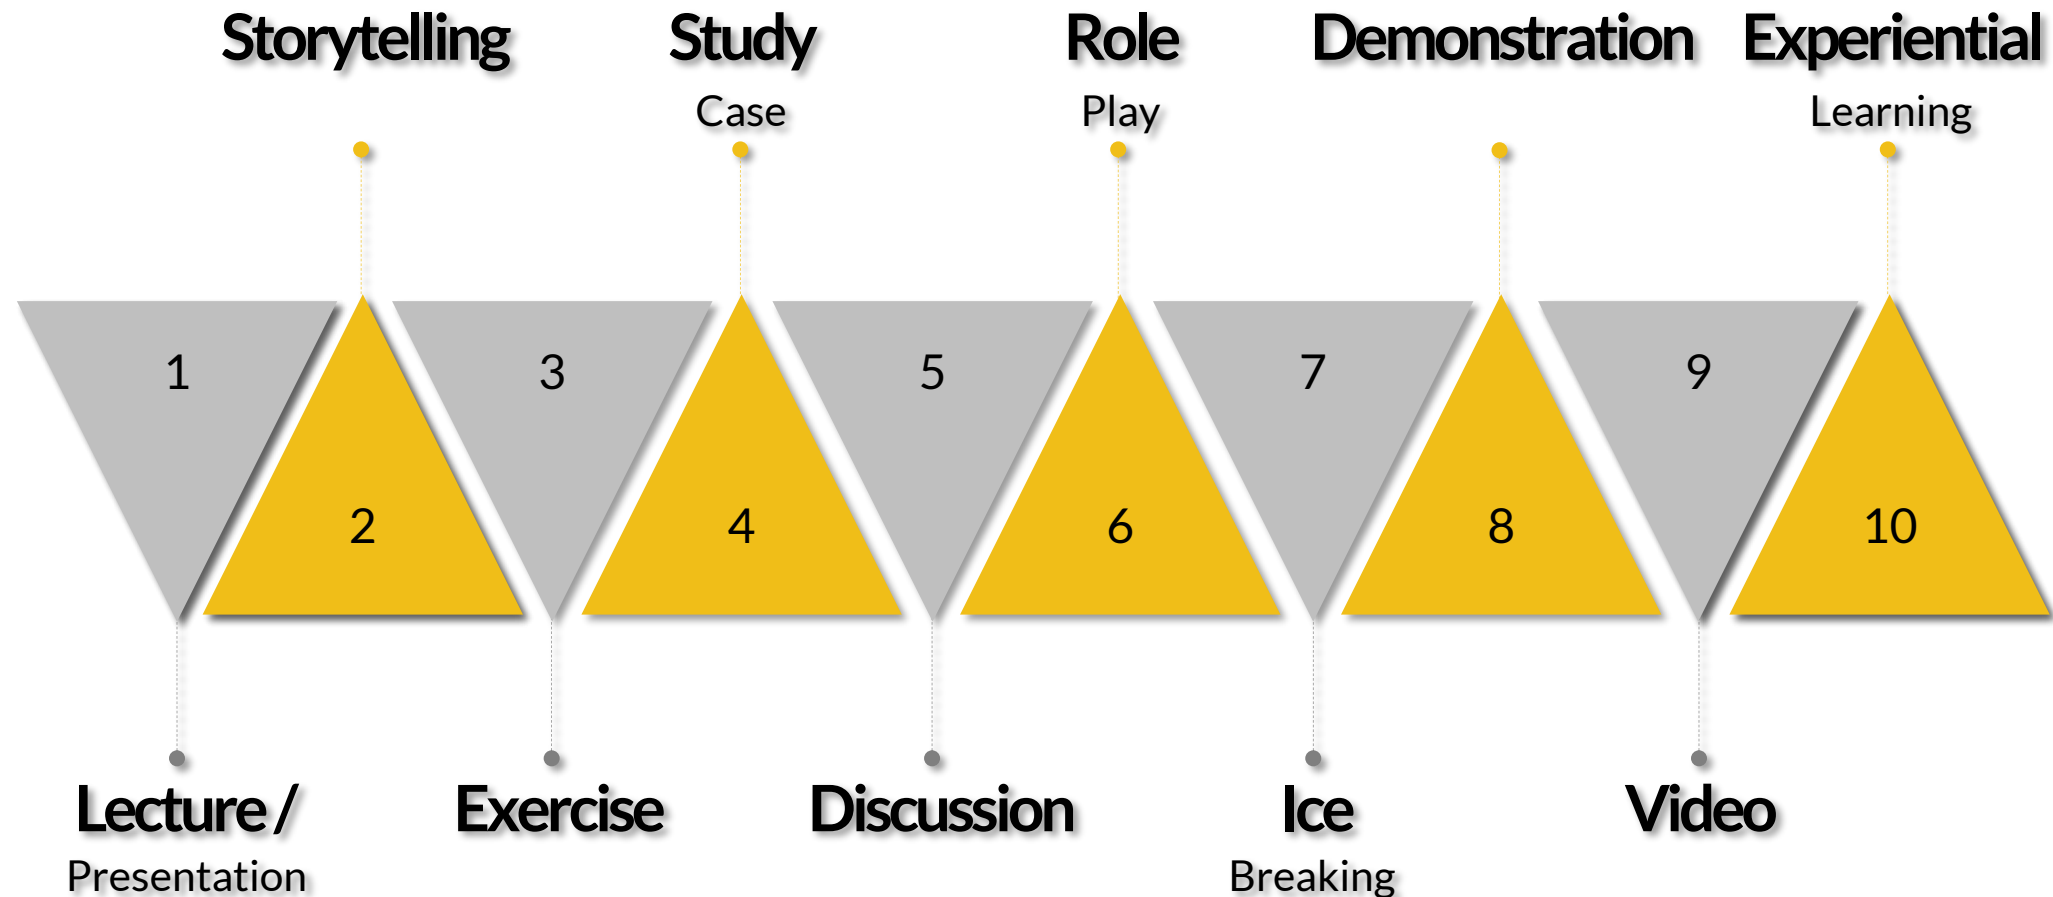 Storytelling
Study
Case
Role
Play
Demonstration
Experiential
Learning
1
2
3
4
5
6
7
8
9
10
Lecture /
Presentation
Exercise
Discussion
Ice
Breaking
Video